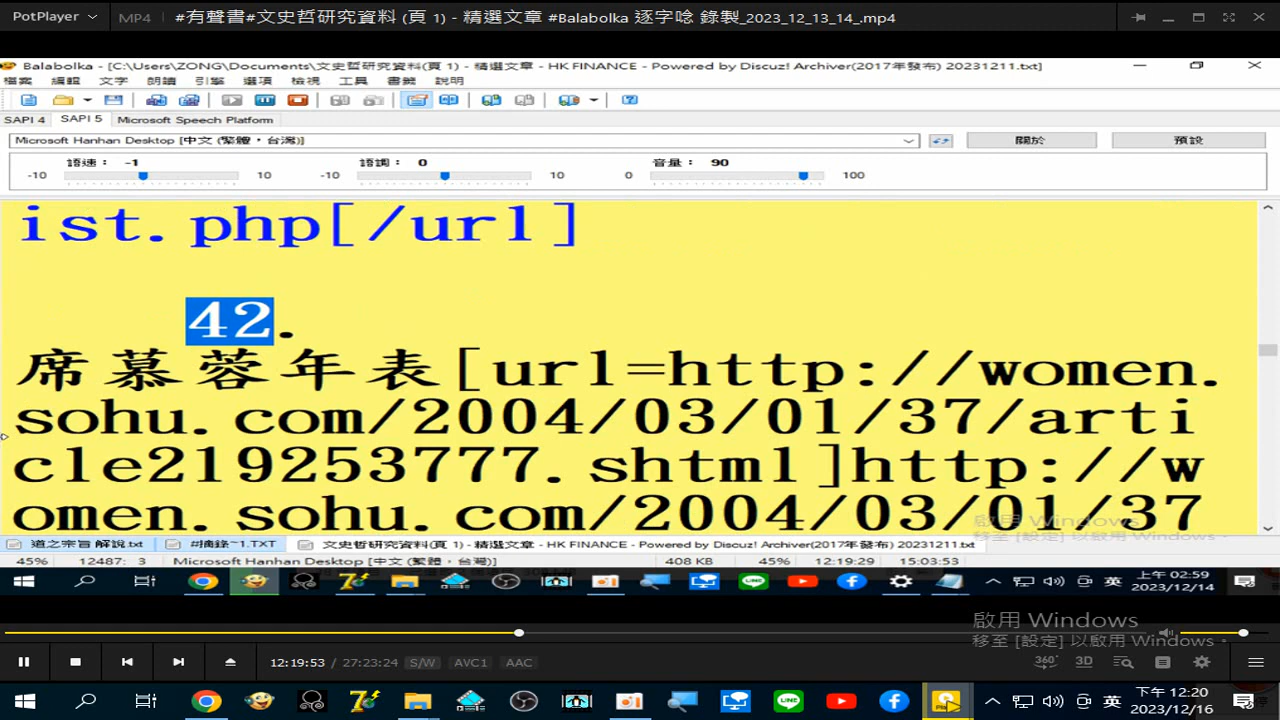 PotPlayer MP4 #有聲書#文史哲研究資料 (頁 1) - 精選文章 #Balabolka 逐字唸 錄製_2023_12_13_14_.mp4
Balabolka - [C:\Users\ZONG\Documents\文史哲研究資料(頁 1) - 精選文章 - HK FINANCE - Powered by Discuz! Archiver(2017年發布) 20231211.txt]
檔案 編輯 文字 朗讀 引擎 選項 檢視 工具 書籤 說明
SAPI 4 SAPI 5 Microsoft Speech Platform
Microsoft Hanhan Desktop [中文 (繁體，台灣)] 關於 預設
語速： -1 語調： 0 音量： 90
-10 10 -10 10 0 100
ist.php[/url]
42.
席慕蓉年表[url=http://women.
sohu.com/2004/03/01/37/arti
cle219253777.shtml]http://w
omen.sohu.com/2004/03/01/37
啟用 Windows
移至 [設定] 以啟用 Windows。
道之宗旨 解說.txt #摘錄~1.TXT 文史哲研究資料(頁 1) - 精選文章 - HK FINANCE - Powered by Discuz! Archiver(2017年發布) 20231211.txt
45% 12487: 3 Microsoft Hanhan Desktop [中文 (繁體，台灣)] 408 KB 45% 12:19:29 15:03:53
英 上午 02:59
2023/12/14
啟用 Windows
移至 [設定] 以啟用 Windows。
12:19:53 / 27:23:24 S/W AVC1 AAC 360° 3D
英 下午 12:20
2023/12/16